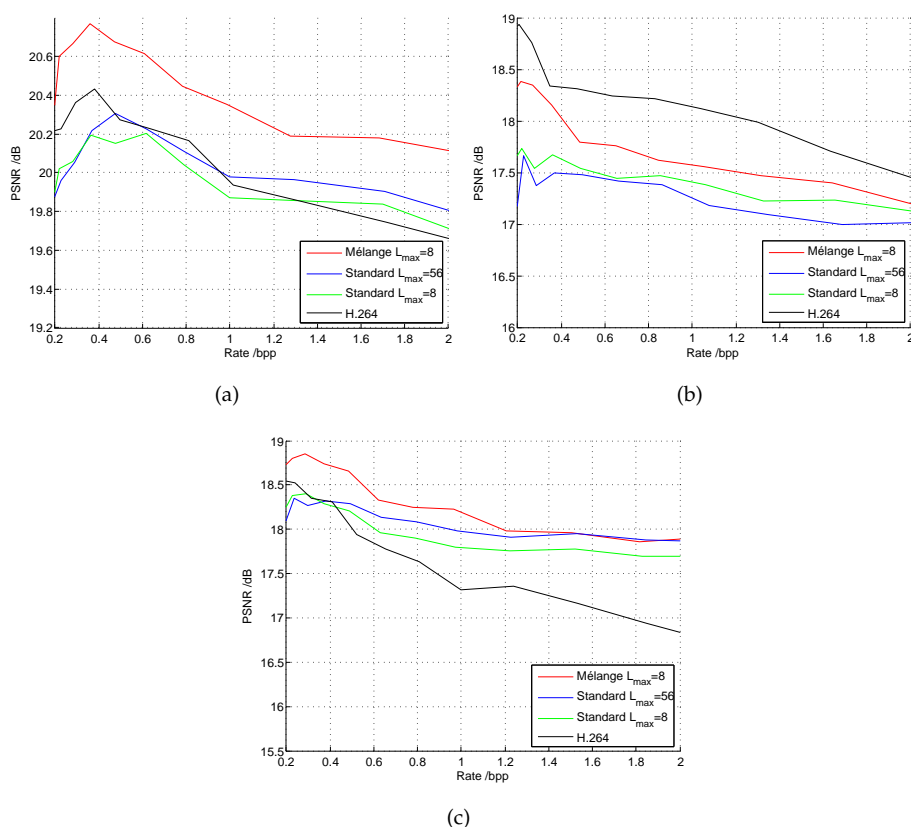 20.6
20.4
20.2
20
19.8
19.6
19.4
19.2
PSNR /dB
0.2 0.4 0.6 0.8 1 1.2 1.4 1.6 1.8 2
Rate /bpp
Mélange Lmax=8
Standard Lmax=56
Standard Lmax=8
H.264
(a)
19
18.5
18
17.5
17
16.5
16
PSNR /dB
0.2 0.4 0.6 0.8 1 1.2 1.4 1.6 1.8 2
Rate /bpp
Mélange Lmax=8
Standard Lmax=56
Standard Lmax=8
H.264
(b)
19
18.5
18
17.5
17
16.5
16
15.5
PSNR /dB
0.2 0.4 0.6 0.8 1 1.2 1.4 1.6 1.8 2
Rate /bpp
Mélange Lmax=8
Standard Lmax=56
Standard Lmax=8
H.264
(c)